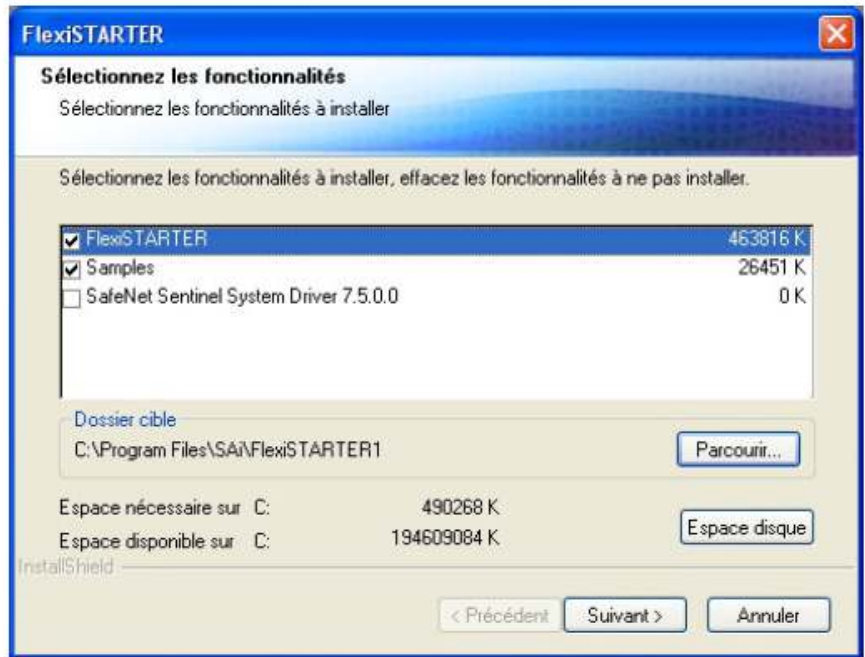 FlexiSTARTER
Sélectionnez les fonctionnalités
Sélectionnez les fonctionnalités à installer
Sélectionnez les fonctionnalités à installer, effacez les fonctionnalités à ne pas installer.
FlexiSTARTER 463816 K
Samples 26451 K
SafeNet Sentinel System Driver 7.5.0.0 0 K
Dossier cible
C:\Program Files\SAi\FlexiSTARTER1 Parcourir...
Espace nécessaire sur C: 490268 K
Espace disponible sur C: 194609084 K
Espace disque
InstallShield
< Précédent Suivant > Annuler